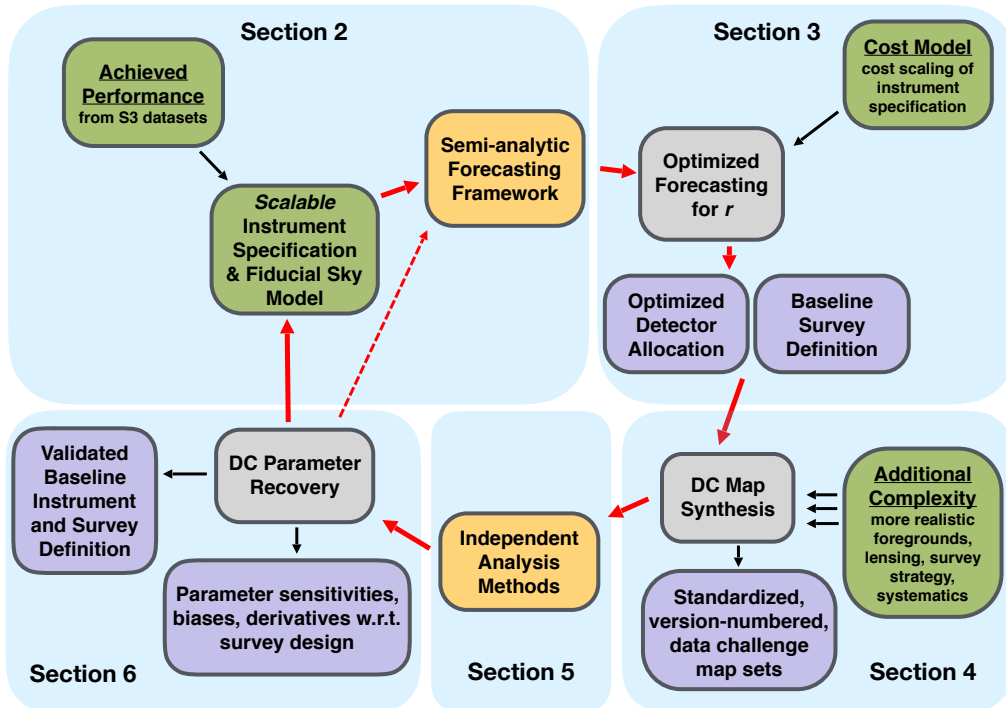 Section 2
Achieved
Performance
from S3 datasets
Scalable
Instrument
Specification
& Fiducial Sky
Model
Semi-analytic
Forecasting
Framework
Section 3
Cost Model
cost scaling of
instrument
specification
Optimized
Forecasting
for r
Optimized
Detector
Allocation
Baseline
Survey
Definition
DC Map
Synthesis
Additional
Complexity
more realistic
foregrounds,
lensing, survey
strategy,
systematics
Standardized,
version-numbered,
data challenge
map sets
Section 4
Independent
Analysis
Methods
Section 5
DC Parameter
Recovery
Validated
Baseline
Instrument
and Survey
Definition
Parameter sensitivities,
biases, derivatives w.r.t.
survey design
Section 6